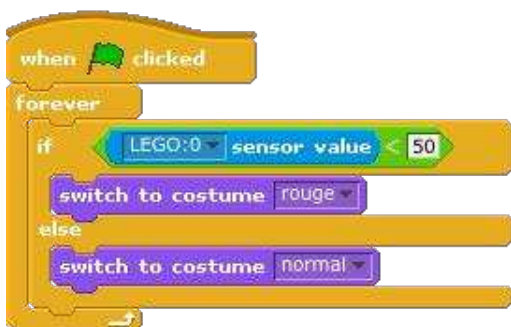 when clicked
forever
if LEGO:0 sensor value < 50
switch to costume rouge
else
switch to costume normal